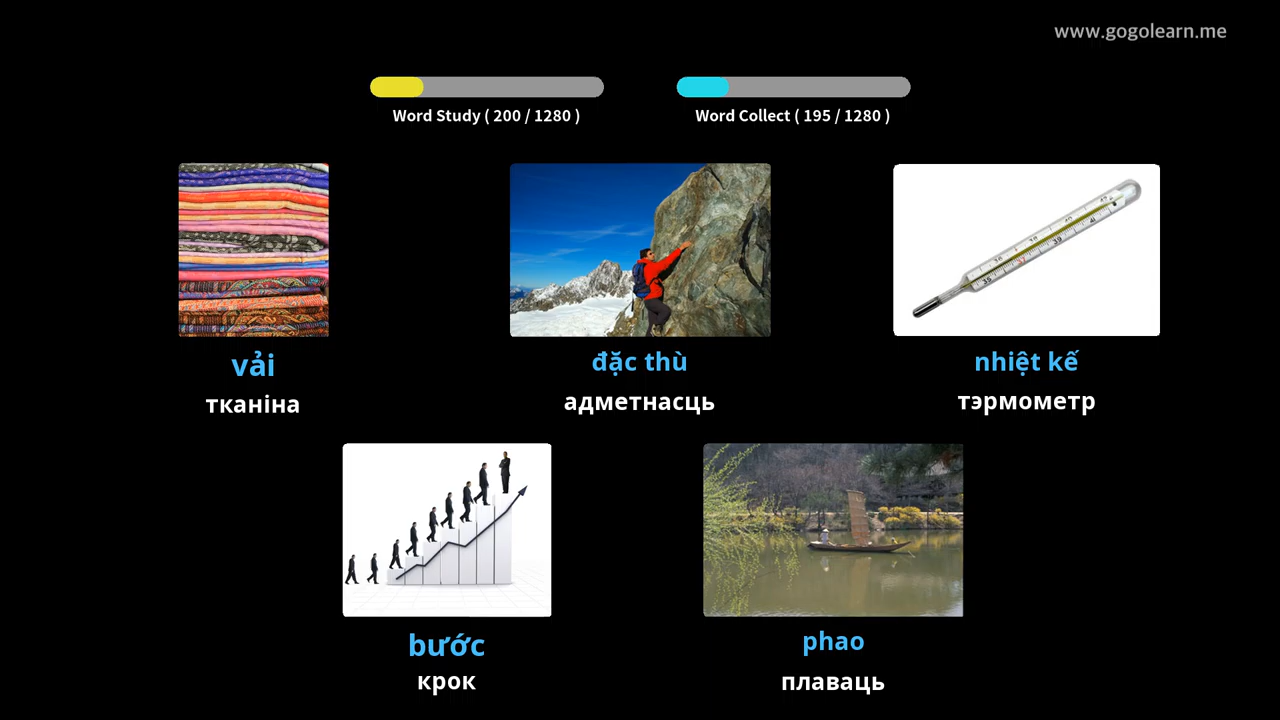 www.gogolearn.me
Word Study ( 200 / 1280 )
Word Collect ( 195 / 1280 )
vải
đặc thù
nhiệt kế
тканіна
адметнасць
тэрмометр
bước
phao
крок
плаваць